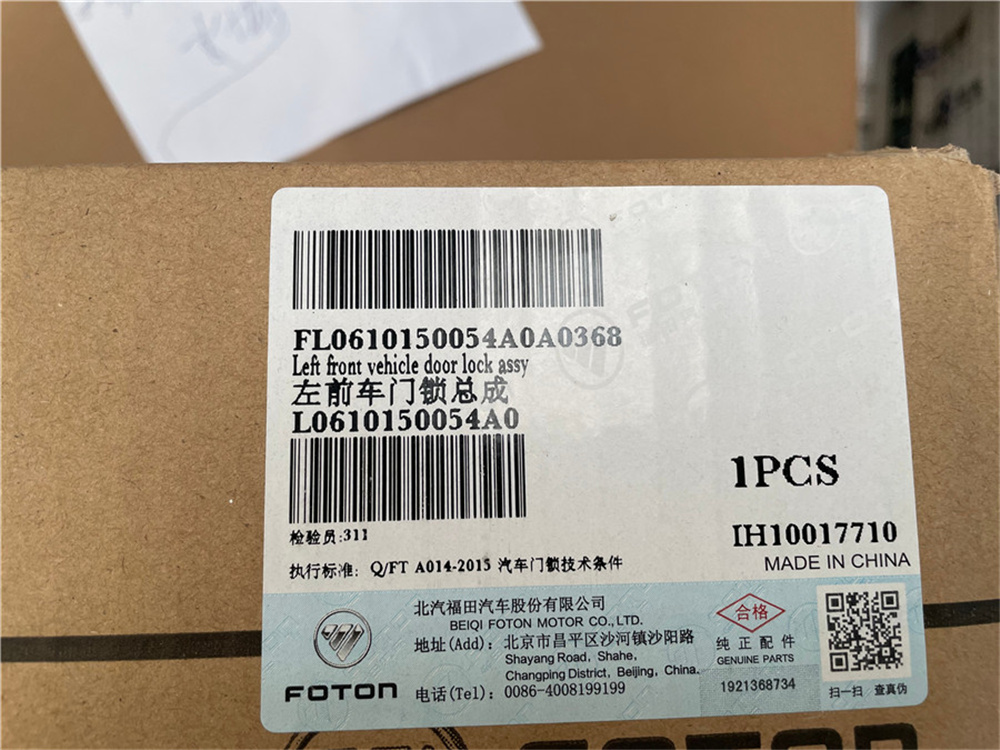 FL0610150054A0A0368
Left front vehicle door lock assy
左前车门锁总成
L0610150054A0
1PCS
检验员:311
IH10017710
MADE IN CHINA
执行标准: Q/FT A014-2015 汽车门锁技术条件
北汽福田汽车股份有限公司
BEIQI FOTON MOTOR CO.,LTD.
地址(Add): 北京市昌平区沙河镇沙阳路
Shayang Road, Shahe,
Changping District, Beijing, China.
电话(Tel): 0086-4008199199
FOTON
合格
纯正配件
GENUINE PARTS
1921368734
扫一扫 查真伪
FOTON